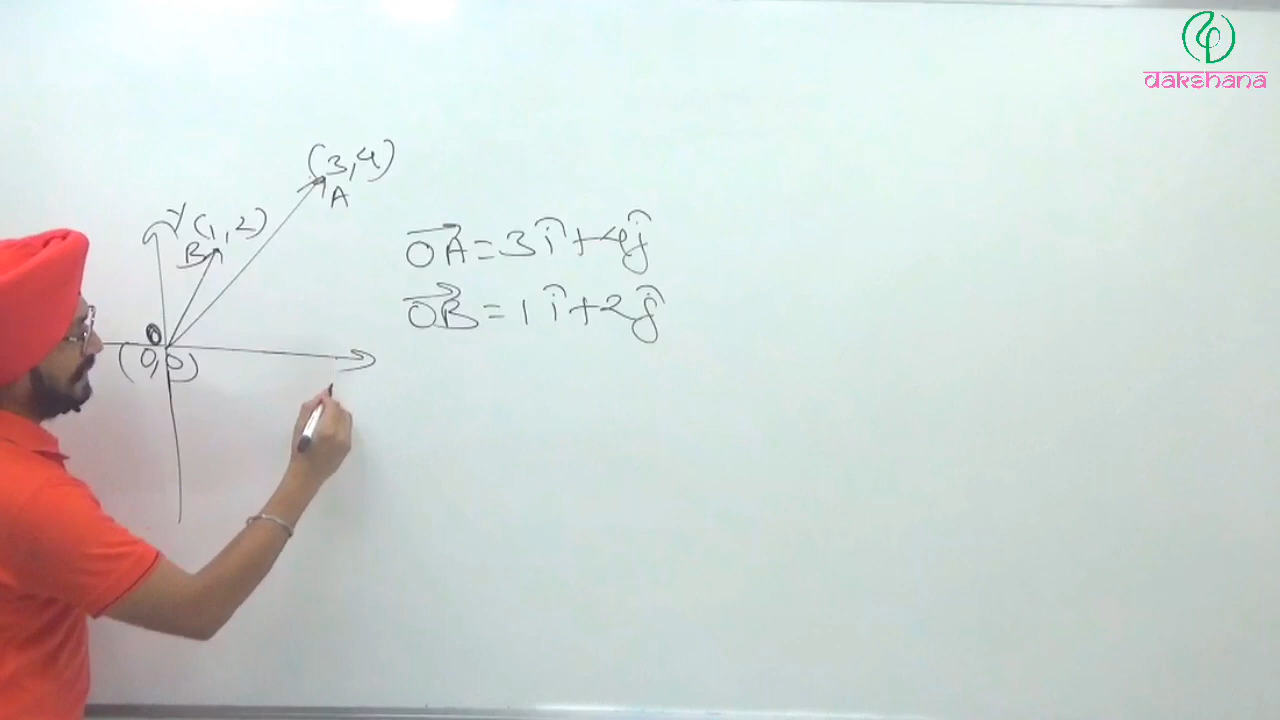 dakshana
(3,4)
A
Y
(1,2)
B
O
(0,0)
→OA = 3î + 4ĵ
→OB = 1î + 2ĵ